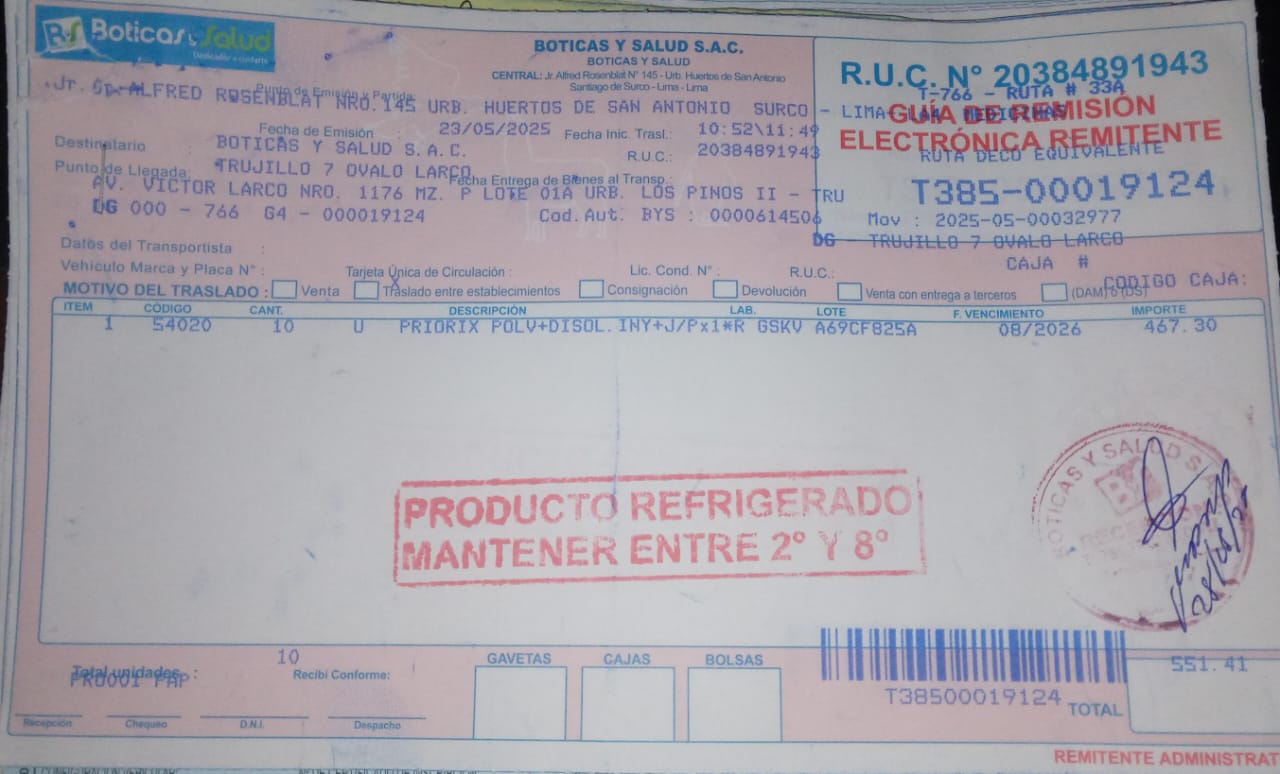 BS Boticas & Salud
Dedicados a cuidarte
BOTICAS Y SALUD S.A.C.
BOTICAS Y SALUD
CENTRAL: Jr. Alfred Rosenblat N° 145 - Urb. Huertos de San Antonio
Santiago de Surco - Lima - Lima
R.U.C. N° 20384891943
T-766 - RUTA # 33A
GUÍA DE REMISIÓN
ELECTRÓNICA REMITENTE
RUTA DECO EQUIVALENTE
T385-00019124
Mov : 2025-05-00032977
DG - TRUJILLO 7 OVALO LARCO
CAJA #
CODIGO CAJA:
Punto de Emisión y Partida:
ALFRED ROSENBLAT NRO.145 URB. HUERTOS DE SAN ANTONIO SURCO - LIMA
Fecha de Emisión : 23/05/2025 Fecha Inic. Trasl.: 10:52\11:49
Destinatario : BOTICAS Y SALUD S.A.C. R.U.C.: 20384891943
Punto de Llegada: TRUJILLO 7 OVALO LARCO Fecha Entrega de Bienes al Transp.:
AV. VICTOR LARCO NRO. 1176 MZ. P LOTE 01A URB. LOS PINOS II - TRU
DG 000 - 766 G4 - 000019124 Cod.Aut. BYS : 0000614506
Datos del Transportista :
Vehículo Marca y Placa N° : Tarjeta Única de Circulación : Lic. Cond. N° : R.U.C.:
MOTIVO DEL TRASLADO : Venta Traslado entre establecimientos Consignación Devolución Venta con entrega a terceros (DAM) ó (DS)
ITEM CÓDIGO CANT. DESCRIPCIÓN LAB. LOTE F. VENCIMIENTO IMPORTE
1 54020 10 U PRIORIX POLV+DISOL.INY+J/Px1*R GSKV A69CF825A 08/2026 467.30
PRODUCTO REFRIGERADO
MANTENER ENTRE 2° Y 8°
BOTICAS Y SALUD S
Total unidades : 10 Recibi Conforme: GAVETAS CAJAS BOLSAS
551.41
T38500019124
TOTAL
Recepción Chequeo D.N.I. Despacho
REMITENTE ADMINISTRAT